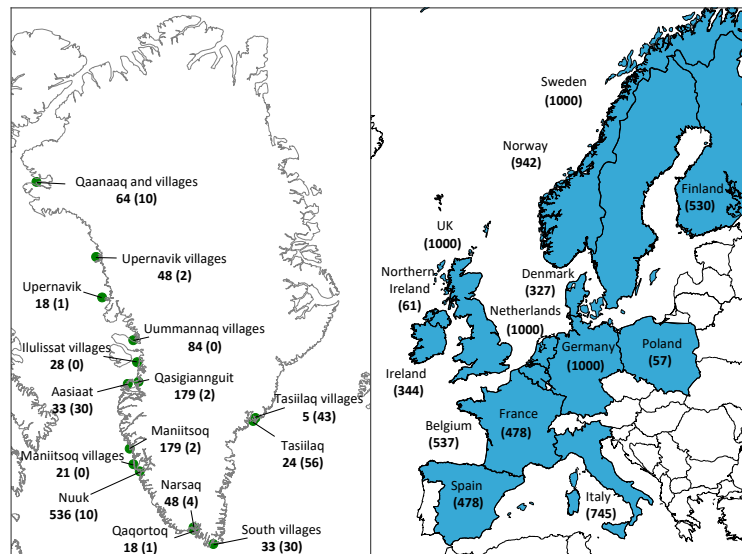 Qaanaaq and villages
64 (10)
Upernavik villages
48 (2)
Upernavik
18 (1)
Uummannaq villages
84 (0)
Ilulissat villages
28 (0)
Qasigiannguit
179 (2)
Aasiaat
33 (30)
Tasiilaq villages
5 (43)
Maniitsoq
179 (2)
Tasiilaq
24 (56)
Maniitsoq villages
21 (0)
Nuuk
536 (10)
Narsaq
48 (4)
Qaqortoq
18 (1)
South villages
33 (30)
Sweden
(1000)
Norway
(942)
Finland
(530)
UK
(1000)
Northern
Ireland
(61)
Denmark
(327)
Netherlands
(1000)
Germany
(1000)
Poland
(57)
Ireland
(344)
France
(478)
Belgium
(537)
Spain
(478)
Italy
(745)